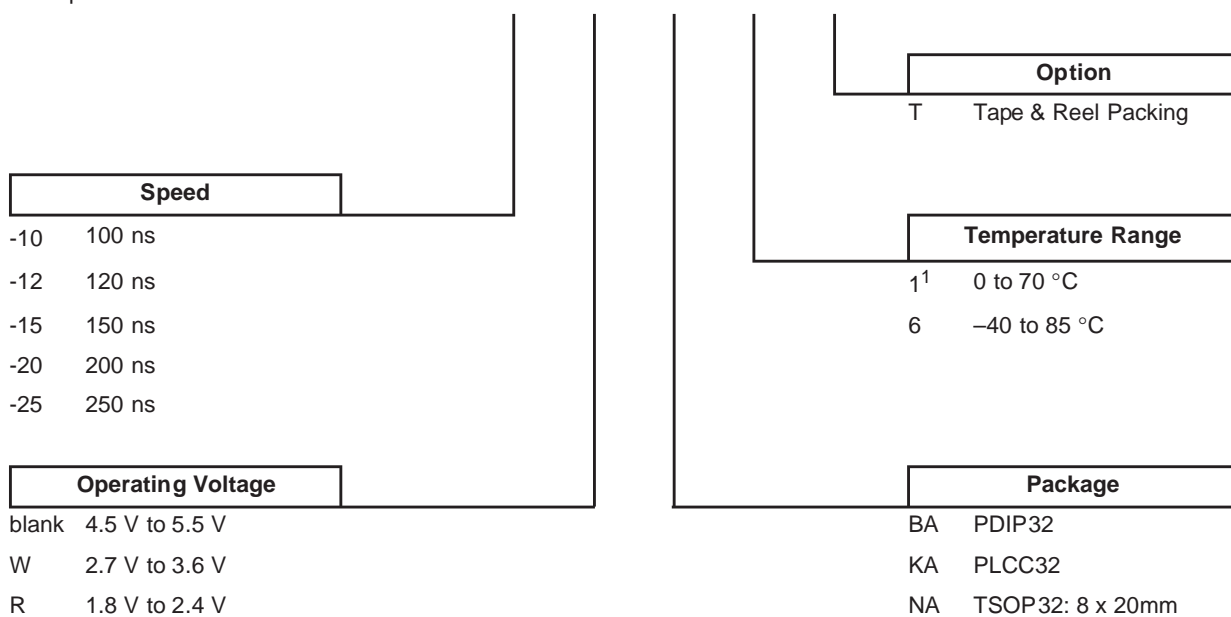 Option
T Tape & Reel Packing
Speed
-10 100 ns
-12 120 ns
-15 150 ns
-20 200 ns
-25 250 ns
Temperature Range
1¹ 0 to 70 °C
6 –40 to 85 °C
Operating Voltage
blank 4.5 V to 5.5 V
W 2.7 V to 3.6 V
R 1.8 V to 2.4 V
Package
BA PDIP32
KA PLCC32
NA TSOP32: 8 x 20mm